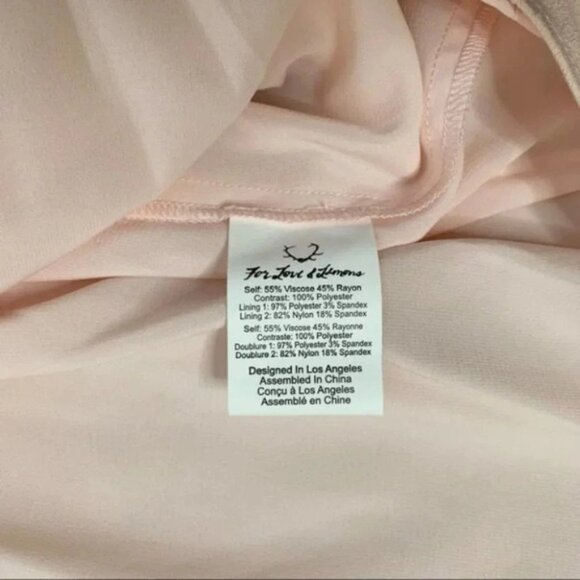 For Love & Lemons
Self: 55% Viscose 45% Rayon
Contrast: 100% Polyester
Lining 1: 97% Polyester 3% Spandex
Lining 2: 82% Nylon 18% Spandex
Self: 55% Viscose 45% Rayonne
Contraste: 100% Polyester
Doublure 1: 97% Polyester 3% Spandex
Doublure 2: 82% Nylon 18% Spandex
Designed In Los Angeles
Assembled In China
Conçu à Los Angeles
Assemblé en Chine